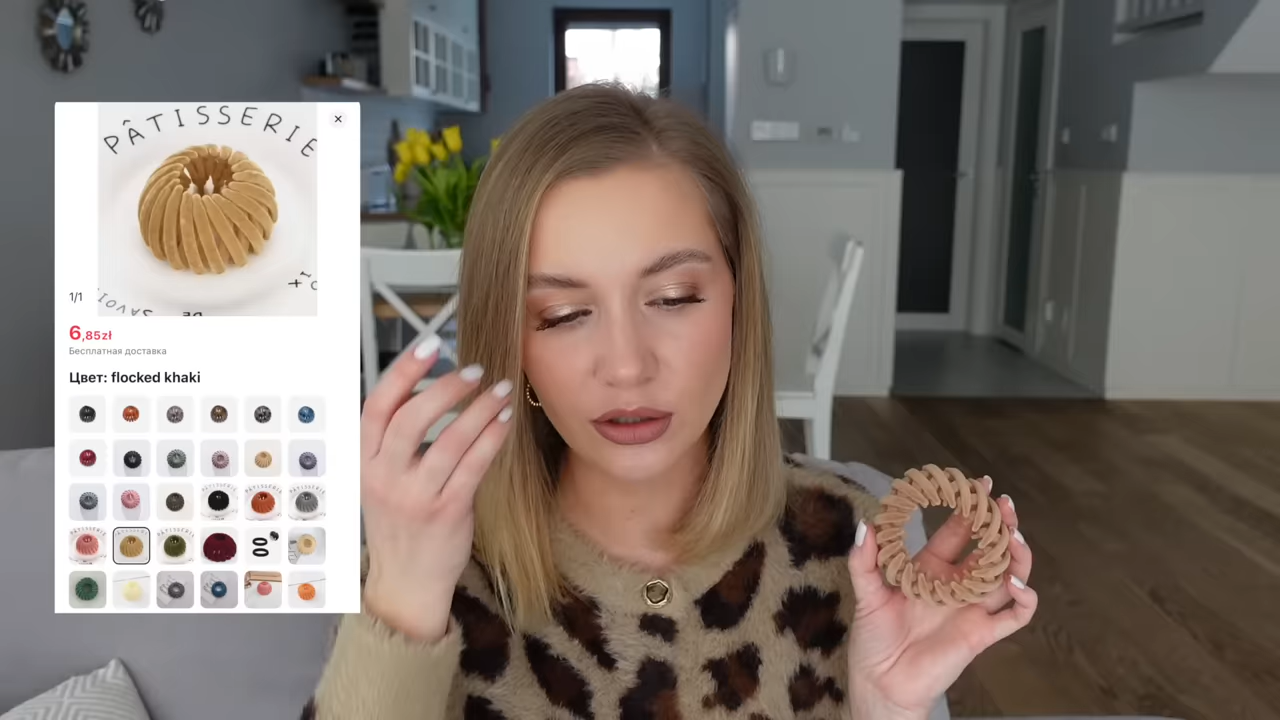 PÂTISSERIE
1/1
6,85zł
Бесплатная доставка
Цвет: flocked khaki